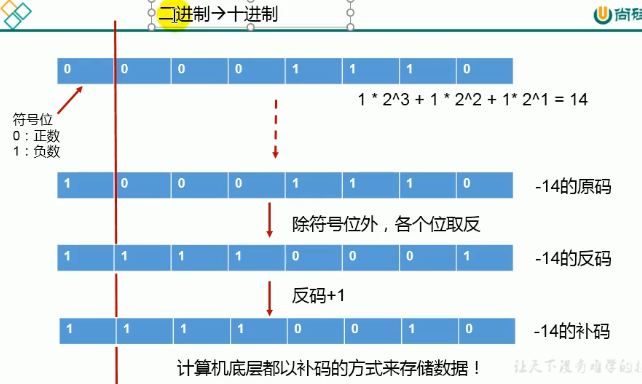 二进制→十进制
尚硅
0 0 0 0 1 1 1 0
1 * 2^3 + 1 * 2^2 + 1* 2^1 = 14
符号位
0：正数
1：负数
1 0 0 0 1 1 1 0
-14的原码
除符号位外，各个位取反
1 1 1 1 0 0 0 1
-14的反码
反码+1
1 1 1 1 0 0 1 0
-14的补码
计算机底层都以补码的方式来存储数据！
让天下没有难学的